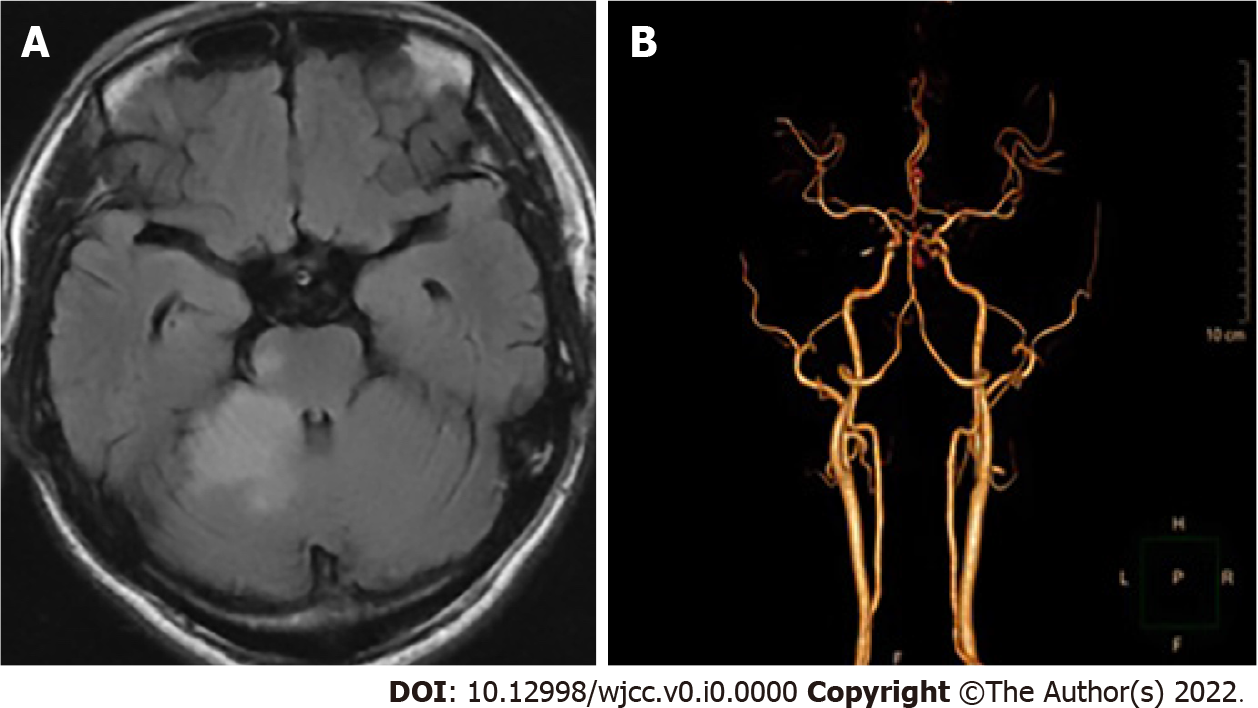 A
B
10 cm
H
L P R
F
F
DOI: 10.12998/wjcc.v0.i0.0000 Copyright ©The Author(s) 2022.